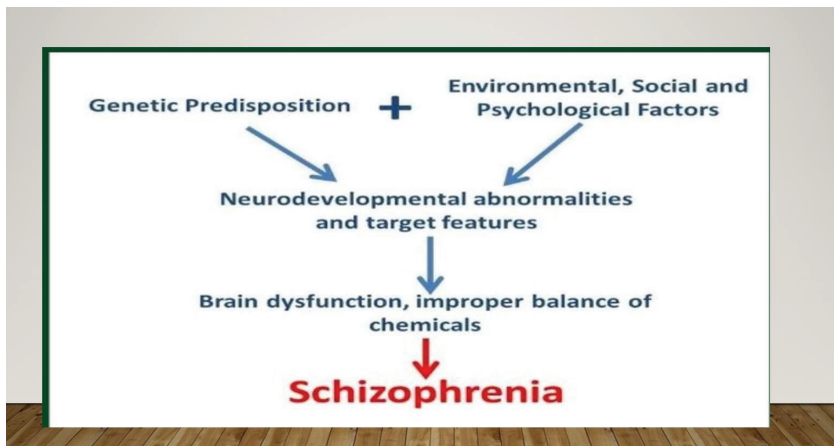 Genetic Predisposition + Environmental, Social and
Psychological Factors
Neurodevelopmental abnormalities
and target features
Brain dysfunction, improper balance of
chemicals
Schizophrenia